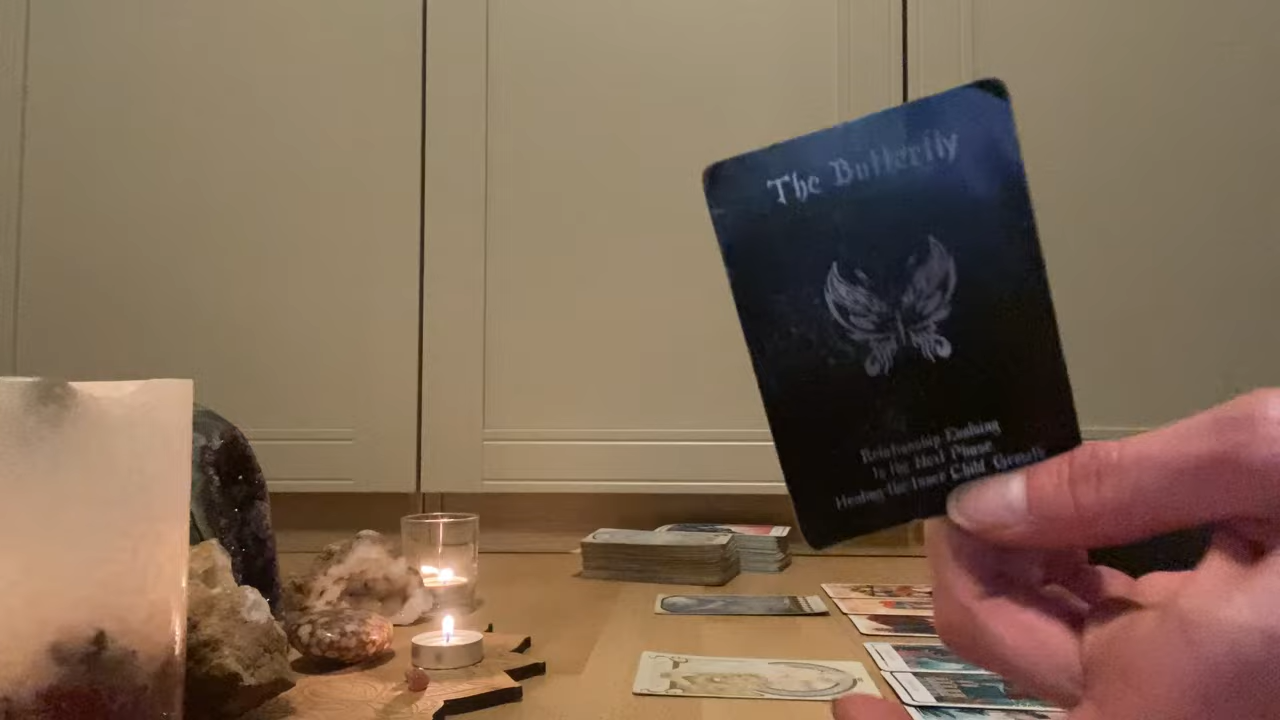 The Butterfly
Relationship Evolving
To the Next Phase
Healing the Inner Child. Growth